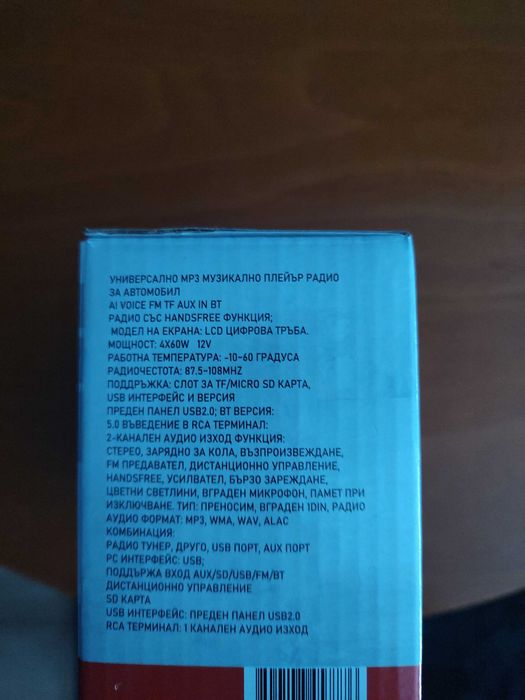 УНИВЕРСАЛНО MP3 МУЗИКАЛНО ПЛЕЙЪР РАДИО
ЗА АВТОМОБИЛ
AI VOICE FM TF AUX IN BT
РАДИО СЪС HANDSFREE ФУНКЦИЯ;
МОДЕЛ НА ЕКРАНА: LCD ЦИФРОВА ТРЪБА.
МОЩНОСТ: 4X60W 12V
РАБОТНА ТЕМПЕРАТУРА: -10-60 ГРАДУСА
РАДИОЧЕСТОТА: 87.5-108MHZ
ПОДДРЪЖКА: СЛОТ ЗА TF/MICRO SD КАРТА,
USB ИНТЕРФЕЙС И ВЕРСИЯ
ПРЕДЕН ПАНЕЛ USB2.0; BT ВЕРСИЯ:
5.0 ВЪВЕДЕНИЕ В RCA ТЕРМИНАЛ:
2-КАНАЛЕН АУДИО ИЗХОД ФУНКЦИЯ:
СТЕРЕО, ЗАРЯДНО ЗА КОЛА, ВЪЗПРОИЗВЕЖДАНЕ,
FM ПРЕДАВАТЕЛ, ДИСТАНЦИОННО УПРАВЛЕНИЕ,
HANDSFREE, УСИЛВАТЕЛ, БЪРЗО ЗАРЕЖДАНЕ,
ЦВЕТНИ СВЕТЛИНИ, ВГРАДЕН МИКРОФОН, ПАМЕТ ПРИ
ИЗКЛЮЧВАНЕ. ТИП: ПРЕНОСИМ, ВГРАДЕН 1DIN, РАДИО
АУДИО ФОРМАТ: MP3, WMA, WAV, ALAC
КОМБИНАЦИЯ:
РАДИО ТУНЕР, ДРУГО, USB ПОРТ, AUX ПОРТ
PC ИНТЕРФЕЙС: USB;
ПОДДЪРЖА ВХОД AUX/SD/USB/FM/BT
ДИСТАНЦИОННО УПРАВЛЕНИЕ
SD КАРТА
USB ИНТЕРФЕЙС: ПРЕДЕН ПАНЕЛ USB2.0
RCA ТЕРМИНАЛ: 1 КАНАЛЕН АУДИО ИЗХОД